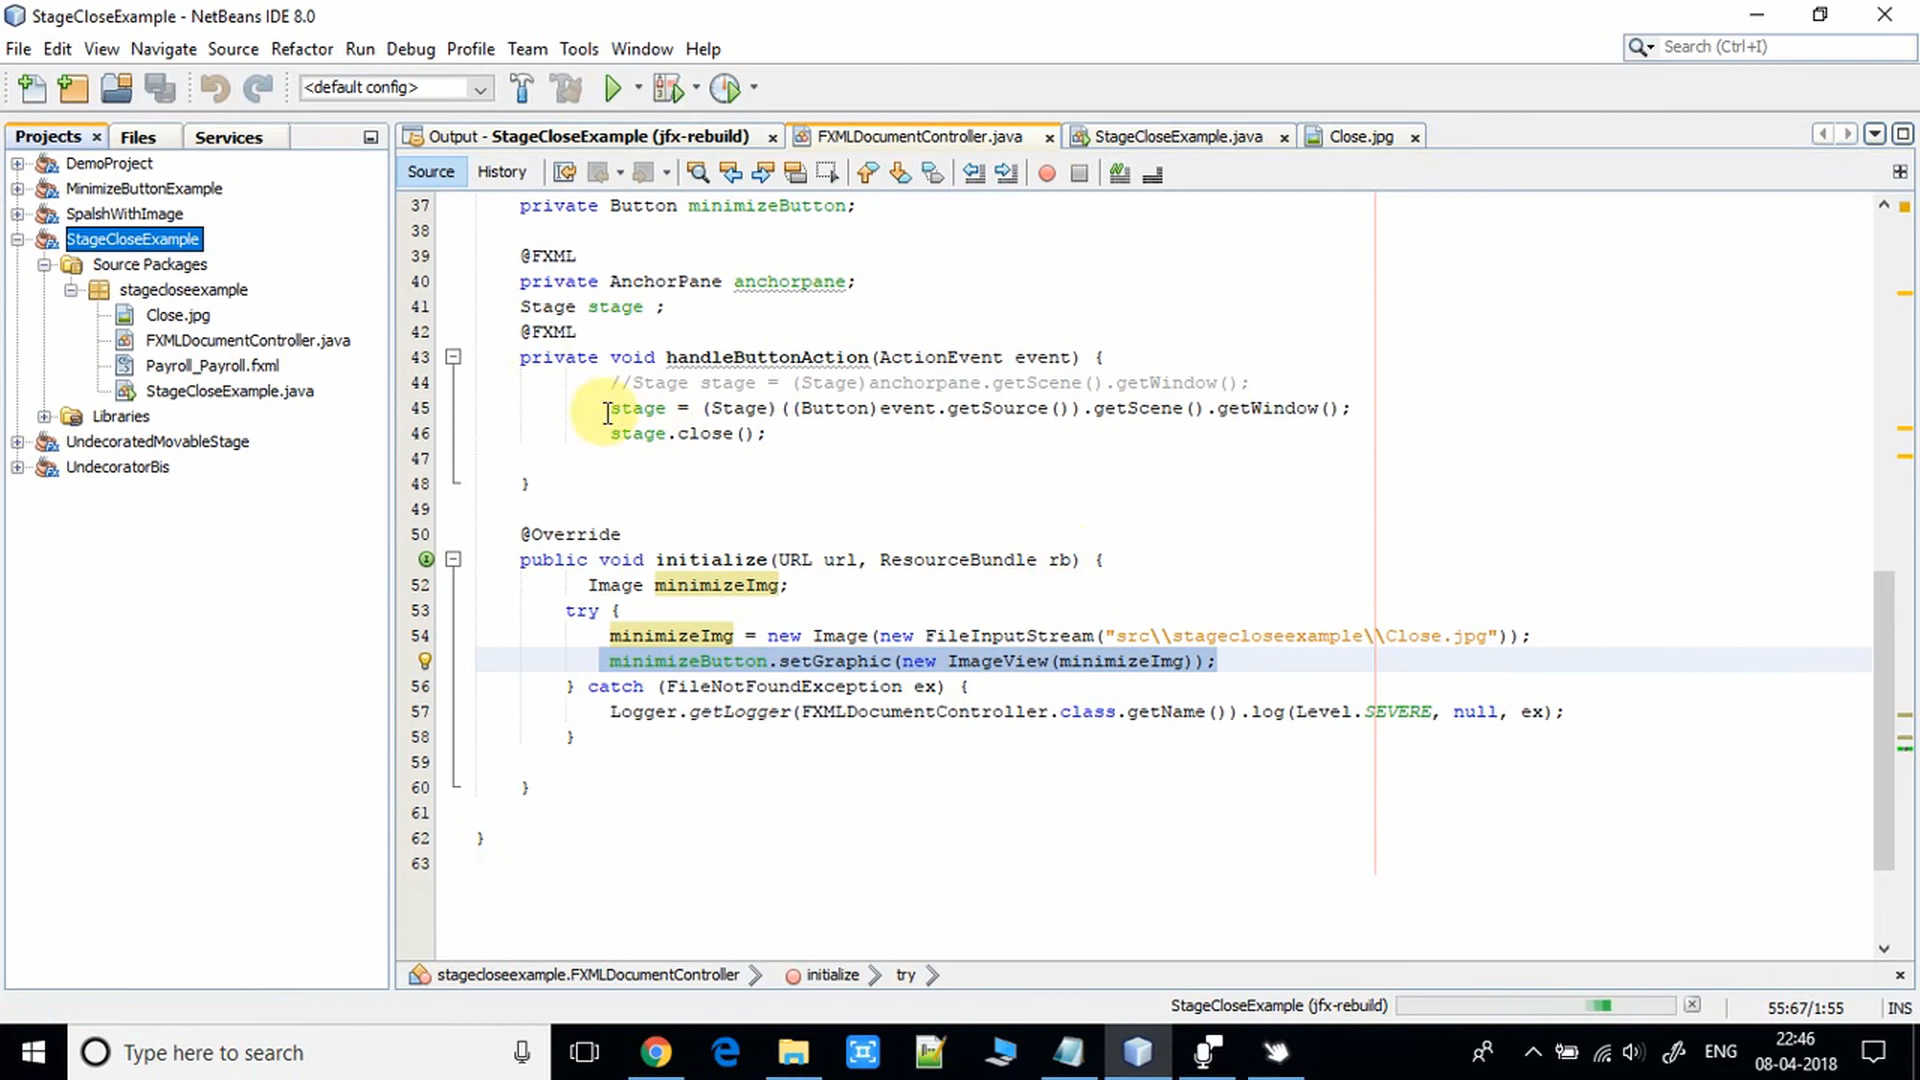 StageCloseExample - NetBeans IDE 8.0
File Edit View Navigate Source Refactor Run Debug Profile Team Tools Window Help
Search (Ctrl+I)
<default config>
Projects Files Services
Output - StageCloseExample (jfx-rebuild) FXMLDocumentController.java StageCloseExample.java Close.jpg
Source History
DemoProject
MinimizeButtonExample
SpalshWithImage
StageCloseExample
Source Packages
stagecloseexample
Close.jpg
FXMLDocumentController.java
Payroll_Payroll.fxml
StageCloseExample.java
Libraries
UndecoratedMovableStage
UndecoratorBis
37 private Button minimizeButton;
38
39 @FXML
40 private AnchorPane anchorpane;
41 Stage stage ;
42 @FXML
43 private void handleButtonAction(ActionEvent event) {
44 //Stage stage = (Stage)anchorpane.getScene().getWindow();
45 stage = (Stage)((Button)event.getSource()).getScene().getWindow();
46 stage.close();
47
48 }
49
50 @Override
public void initialize(URL url, ResourceBundle rb) {
52 Image minimizeImg;
53 try {
54 minimizeImg = new Image(new FileInputStream("src\\stagecloseexample\\Close.jpg"));
minimizeButton.setGraphic(new ImageView(minimizeImg));
56 } catch (FileNotFoundException ex) {
57 Logger.getLogger(FXMLDocumentController.class.getName()).log(Level.SEVERE, null, ex);
58 }
59
60 }
61
62 }
63
stagecloseexample.FXMLDocumentController initialize try
StageCloseExample (jfx-rebuild) 55:67/1:55 INS
Type here to search
ENG
22:46
08-04-2018